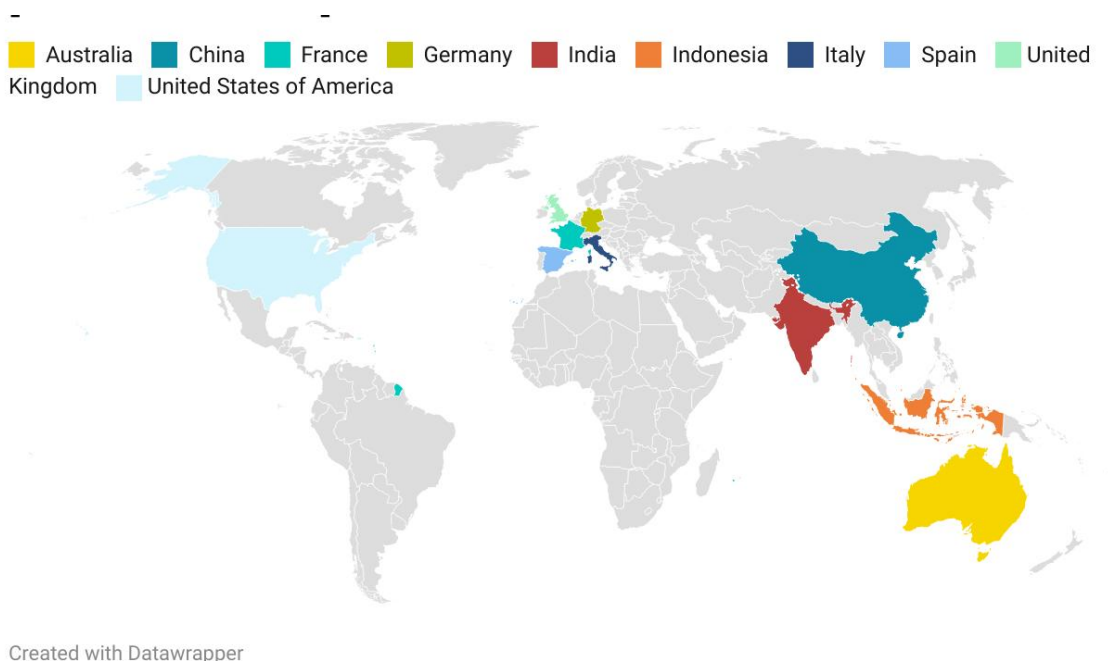 Australia China France Germany India Indonesia Italy Spain United
Kingdom United States of America
Created with Datawrapper